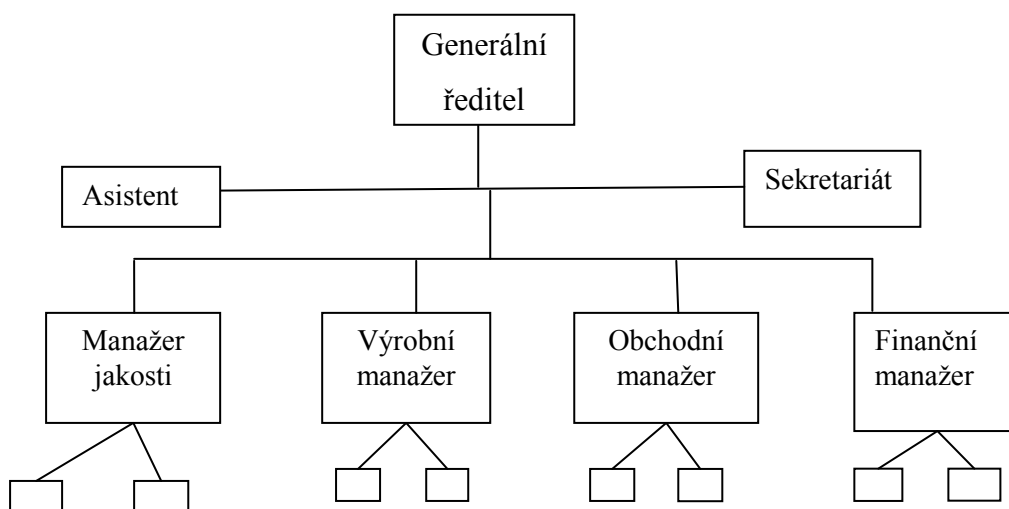 Generální
ředitel
Asistent
Sekretariát
Manažer
jakosti
Výrobní
manažer
Obchodní
manažer
Finanční
manažer